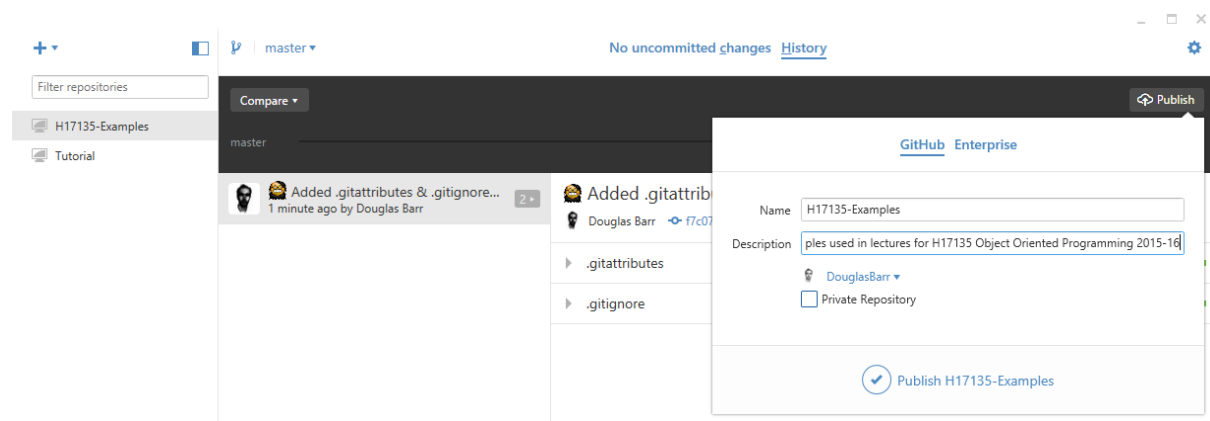 master
No uncommitted changes History
Filter repositories
H17135-Examples
Tutorial
Compare
Publish
master
Added .gitattributes & .gitignore...
1 minute ago by Douglas Barr
2
Added .gitattrib
Douglas Barr f7c07
.gitattributes
.gitignore
GitHub Enterprise
Name H17135-Examples
Description ples used in lectures for H17135 Object Oriented Programming 2015-16
DouglasBarr
Private Repository
Publish H17135-Examples